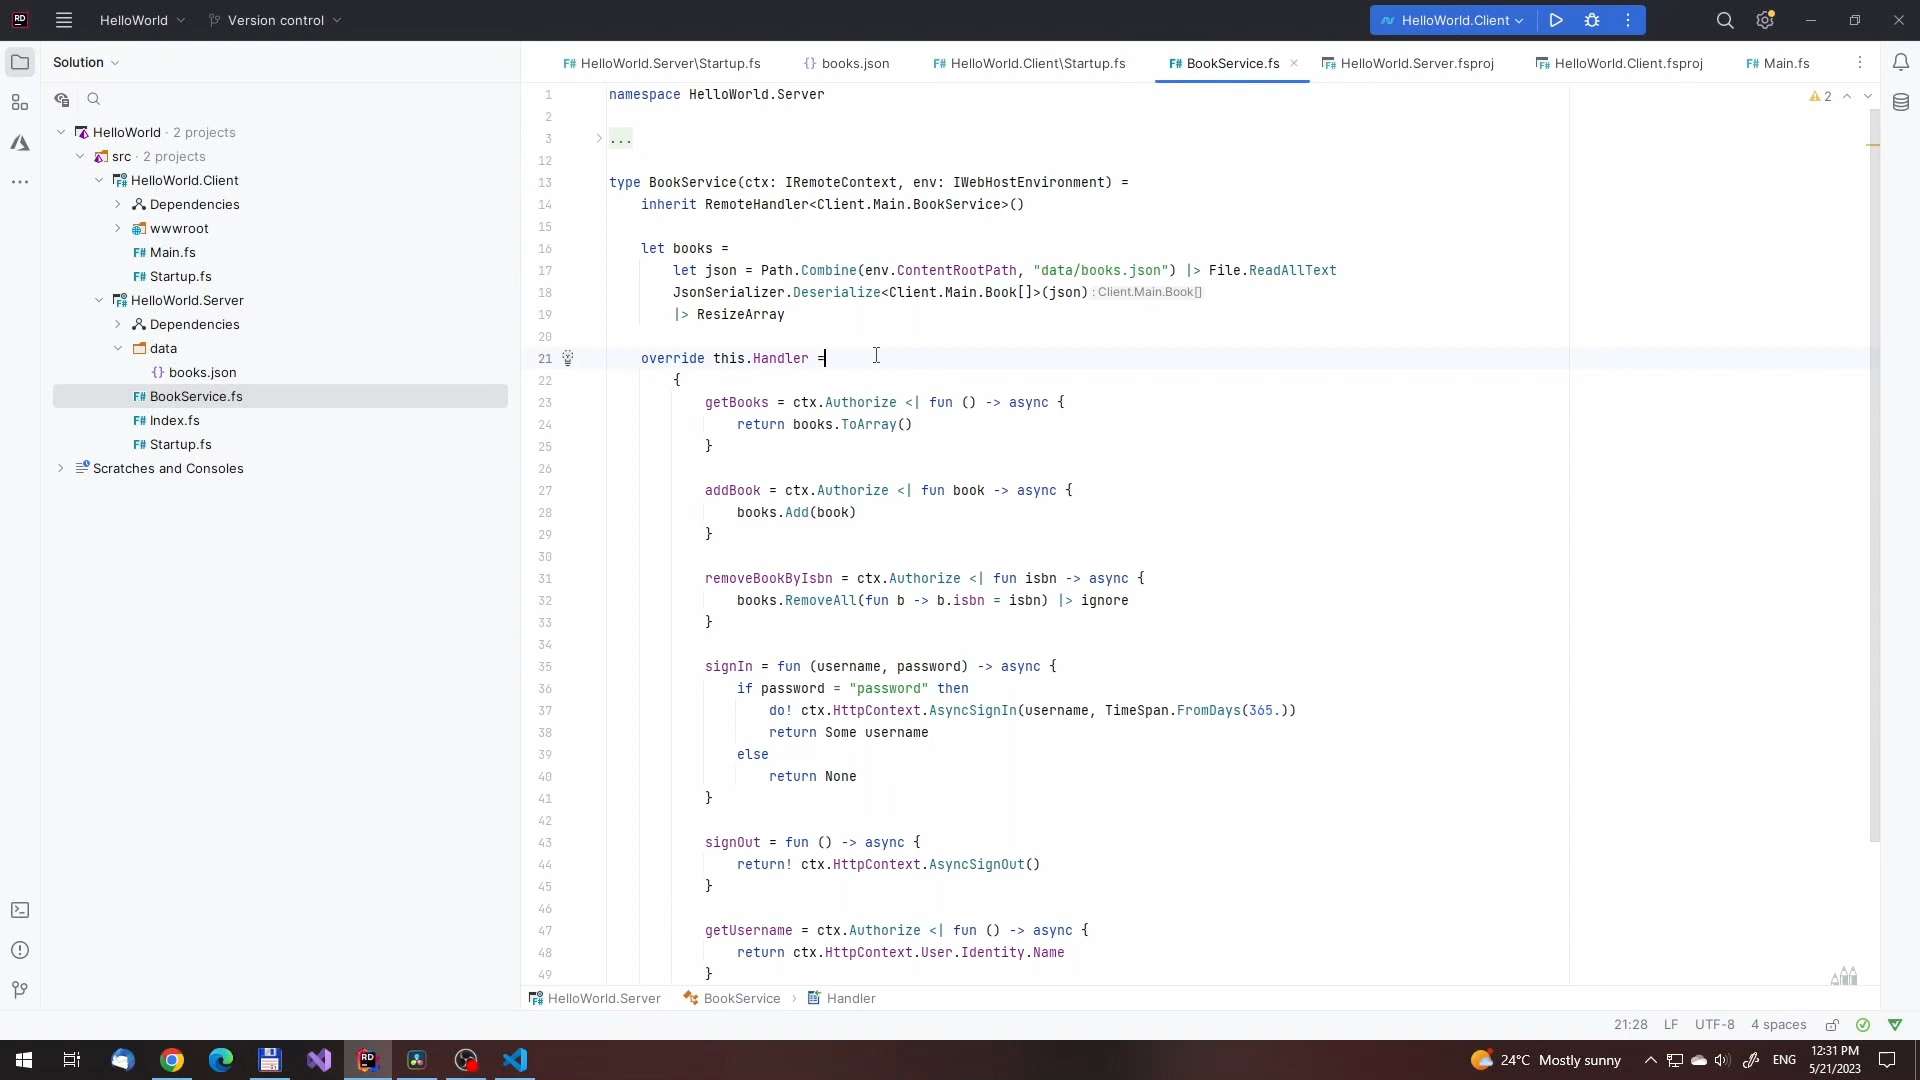 HelloWorld
Version control
HelloWorld.Client
Solution
F# HelloWorld.Server\Startup.fs
{} books.json
F# HelloWorld.Client\Startup.fs
F# BookService.fs
F# HelloWorld.Server.fsproj
F# HelloWorld.Client.fsproj
F# Main.fs
HelloWorld · 2 projects
src · 2 projects
F# HelloWorld.Client
Dependencies
wwwroot
F# Main.fs
F# Startup.fs
F# HelloWorld.Server
Dependencies
data
{} books.json
F# BookService.fs
F# Index.fs
F# Startup.fs
Scratches and Consoles
2
1 namespace HelloWorld.Server
2
3 ...
12
13 type BookService(ctx: IRemoteContext, env: IWebHostEnvironment) =
14 inherit RemoteHandler<Client.Main.BookService>()
15
16 let books =
17 let json = Path.Combine(env.ContentRootPath, "data/books.json") |> File.ReadAllText
18 JsonSerializer.Deserialize<Client.Main.Book[]>(json) : Client.Main.Book[]
19 |> ResizeArray
20
21 override this.Handler =
22 {
23 getBooks = ctx.Authorize <| fun () -> async {
24 return books.ToArray()
25 }
26
27 addBook = ctx.Authorize <| fun book -> async {
28 books.Add(book)
29 }
30
31 removeBookByIsbn = ctx.Authorize <| fun isbn -> async {
32 books.RemoveAll(fun b -> b.isbn = isbn) |> ignore
33 }
34
35 signIn = fun (username, password) -> async {
36 if password = "password" then
37 do! ctx.HttpContext.AsyncSignIn(username, TimeSpan.FromDays(365.))
38 return Some username
39 else
40 return None
41 }
42
43 signOut = fun () -> async {
44 return! ctx.HttpContext.AsyncSignOut()
45 }
46
47 getUsername = ctx.Authorize <| fun () -> async {
48 return ctx.HttpContext.User.Identity.Name
49 }
F# HelloWorld.Server
BookService
Handler
21:28 LF UTF-8 4 spaces
RD
24°C Mostly sunny
ENG
12:31 PM
5/21/2023